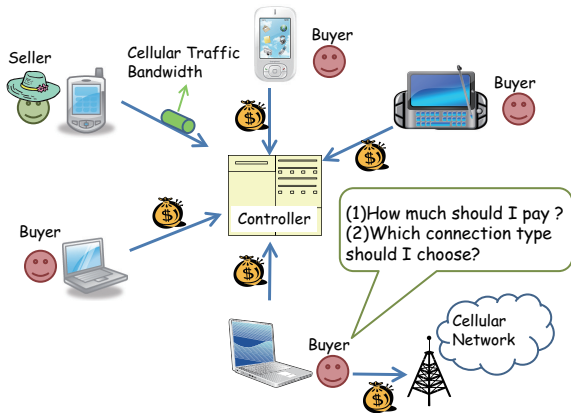 Buyer
Seller
Cellular Traffic
Bandwidth
Buyer
$
$
$
Controller
(1)How much should I pay ?
(2)Which connection type
should I choose?
Buyer
$
Buyer
Cellular
Network
$